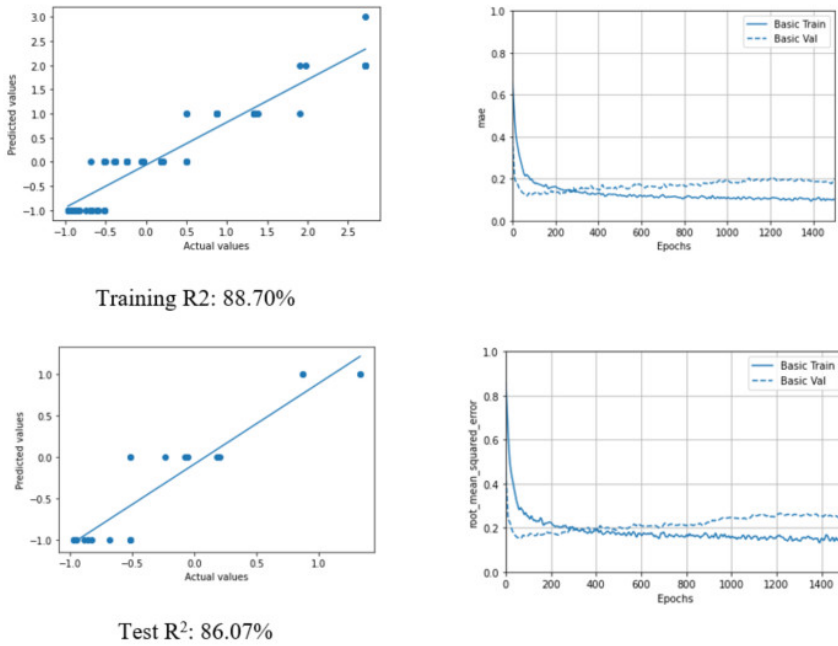 3.0
2.5
2.0
1.5
1.0
0.5
0.0
−0.5
−1.0
Predicted values
−1.0 −0.5 0.0 0.5 1.0 1.5 2.0 2.5
Actual values
Training R2: 88.70%
1.0
0.8
0.6
0.4
0.2
0.0
mae
Basic Train
Basic Val
0 200 400 600 800 1000 1200 1400
Epochs
1.0
0.5
0.0
−0.5
−1.0
Predicted values
−1.0 −0.5 0.0 0.5 1.0
Actual values
Test R²: 86.07%
1.0
0.8
0.6
0.4
0.2
0.0
root_mean_squared_error
Basic Train
Basic Val
0 200 400 600 800 1000 1200 1400
Epochs